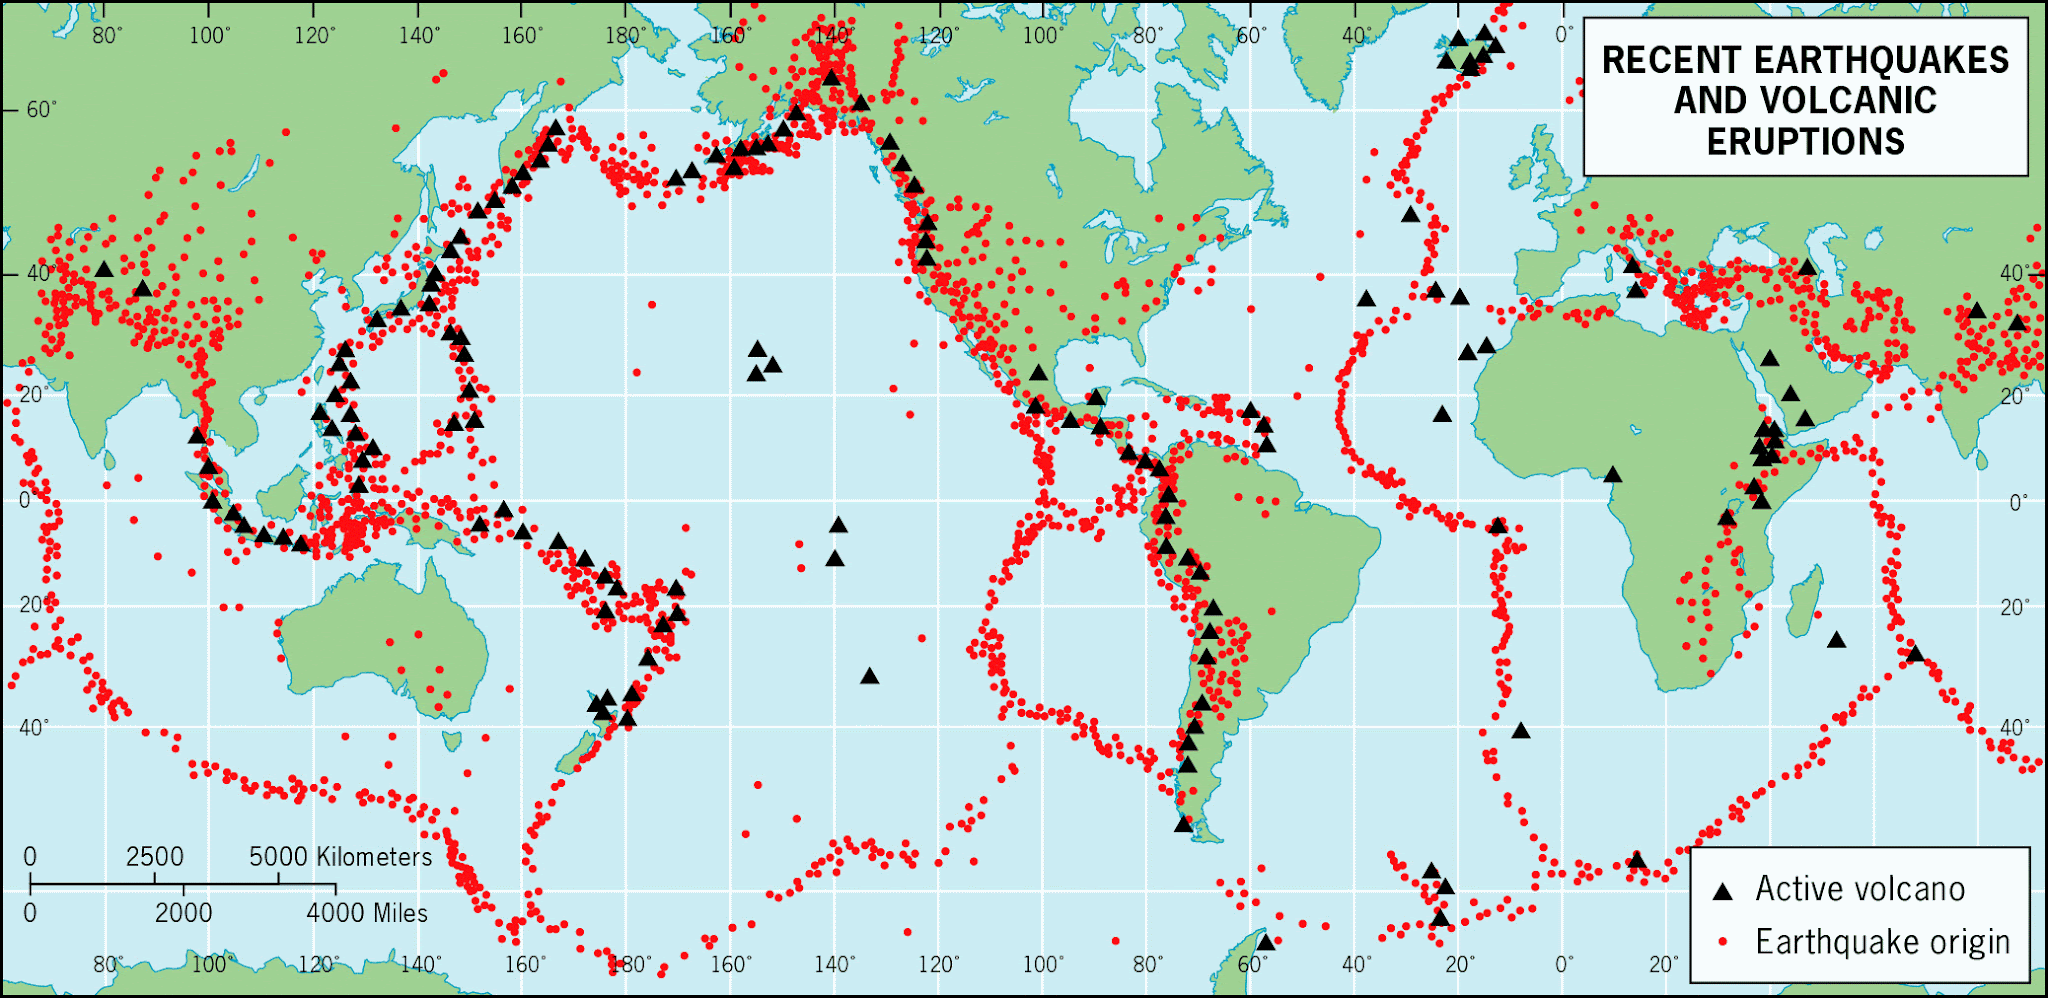 80° 100° 120° 140° 160° 180° 160° 140° 120° 100° 80° 60° 40° 0°
RECENT EARTHQUAKES
AND VOLCANIC
ERUPTIONS
60°
40° 40°
20° 20°
0° 0°
20° 20°
40° 40°
0 2500 5000 Kilometers
0 2000 4000 Miles
Active volcano
Earthquake origin
80° 100° 120° 140° 160° 180° 160° 140° 120° 100° 80° 60° 40° 20° 0° 20°